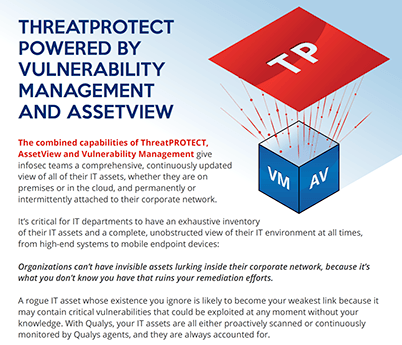 THREATPROTECT
POWERED BY
VULNERABILITY
MANAGEMENT
AND ASSETVIEW
TP
VM
AV
The combined capabilities of ThreatPROTECT,
AssetView and Vulnerability Management give
infosec teams a comprehensive, continuously updated
view of all of their IT assets, whether they are on
premises or in the cloud, and permanently or
intermittently attached to their corporate network.
It's critical for IT departments to have an exhaustive inventory
of their IT assets and a complete, unobstructed view of their IT environment at all times,
from high-end systems to mobile endpoint devices:
Organizations can't have invisible assets lurking inside their corporate network, because it's
what you don't know you have that ruins your remediation efforts.
A rogue IT asset whose existence you ignore is likely to become your weakest link because it
may contain critical vulnerabilities that could be exploited at any moment without your
knowledge. With Qualys, your IT assets are all either proactively scanned or continuously
monitored by Qualys agents, and they are always accounted for.